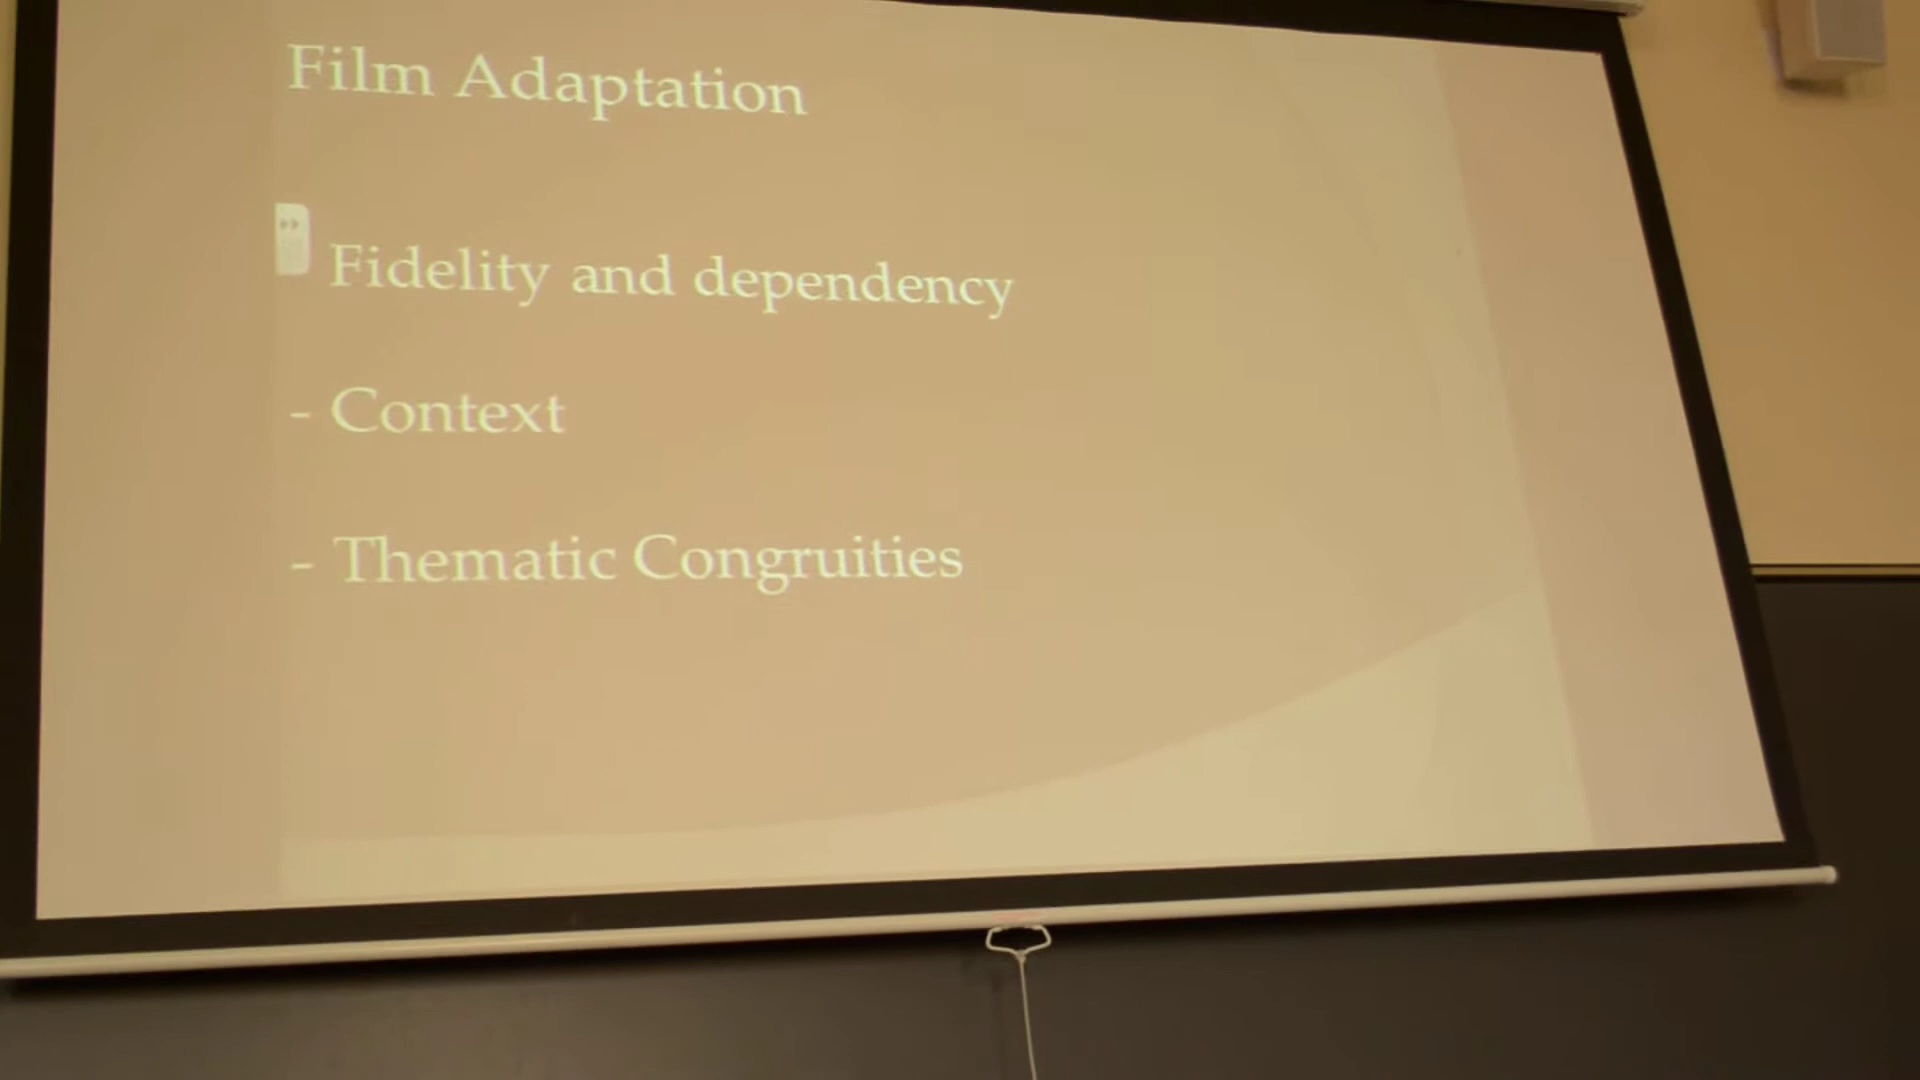 Film Adaptation
Fidelity and dependency
- Context
- Thematic Congruities